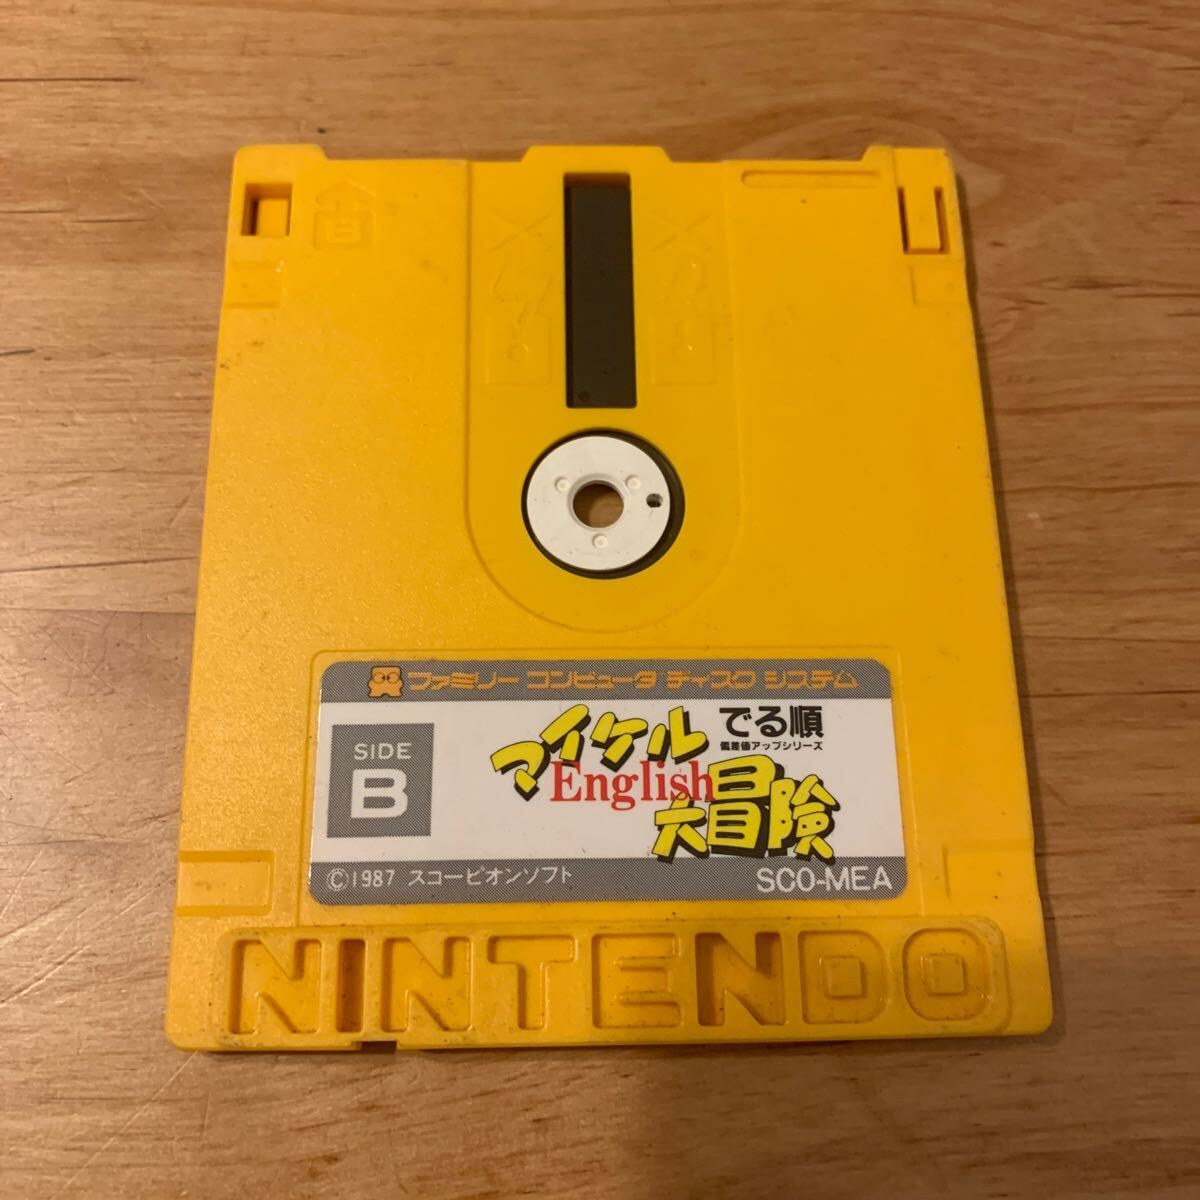 B
ファミリー コンピュータ ディスク システム
SIDE
B
マイケル
English
大冒険
でる順
偏差値アップシリーズ
©1987 スコーピオンソフト
SCO-MEA
NINTENDO